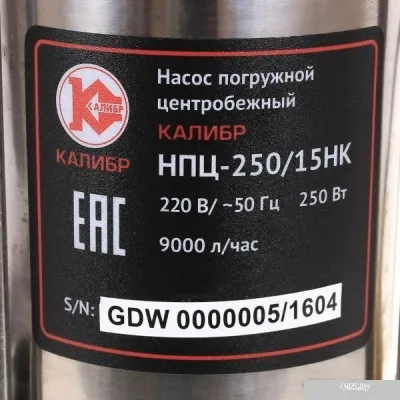 КАЛИБР
Насос погружной
центробежный
КАЛИБР
КАЛИБР
НПЦ-250/15НК
220 В/ ~50 Гц 250 Вт
EAC
9000 л/час
S/N: GDW 0000005/1604